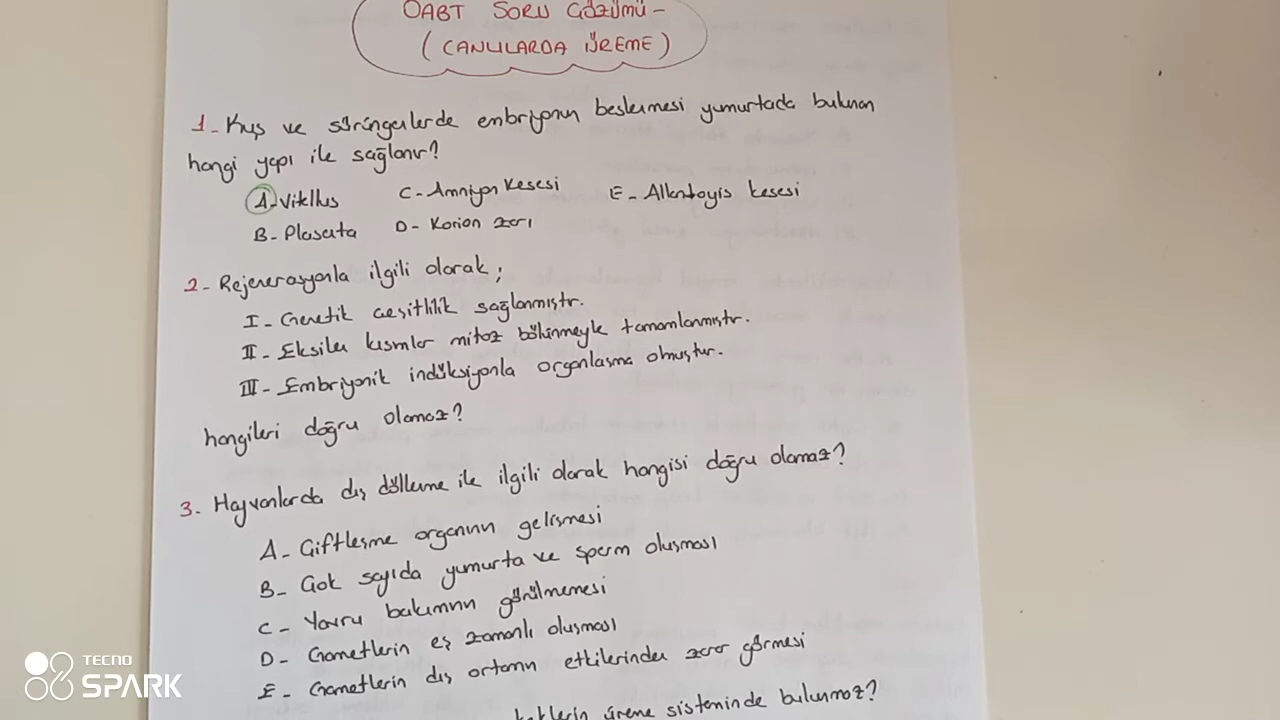 ÖABT SORU ÇÖZÜMÜ -
(CANLILARDA ÜREME)
1- Kuş ve sürüngenlerde embriyonun beslenmesi yumurtada bulunan
hangi yapı ile sağlanır?
A- Vitellus C- Amniyon Kesesi E- Allantoyis kesesi
B- Plasenta D- Korion zarı
2- Rejenerasyonla ilgili olarak;
I- Genetik çeşitlilik sağlanmıştır.
II- Eksilen kısımlar mitoz bölünmeyle tamamlanmıştır.
III- Embriyonik indüksiyonla organlaşma olmuştur.
hangileri doğru olamaz?
3. Hayvanlarda dış döllenme ile ilgili olarak hangisi doğru olamaz?
A- Çiftleşme organının gelişmesi
B- Çok sayıda yumurta ve sperm oluşması
C- Yavru bakımının görülmemesi
D- Gametlerin eş zamanlı oluşması
E- Gametlerin dış ortamın etkilerinden zarar görmesi
üreme sisteminde bulunmaz?
TECNO
SPARK